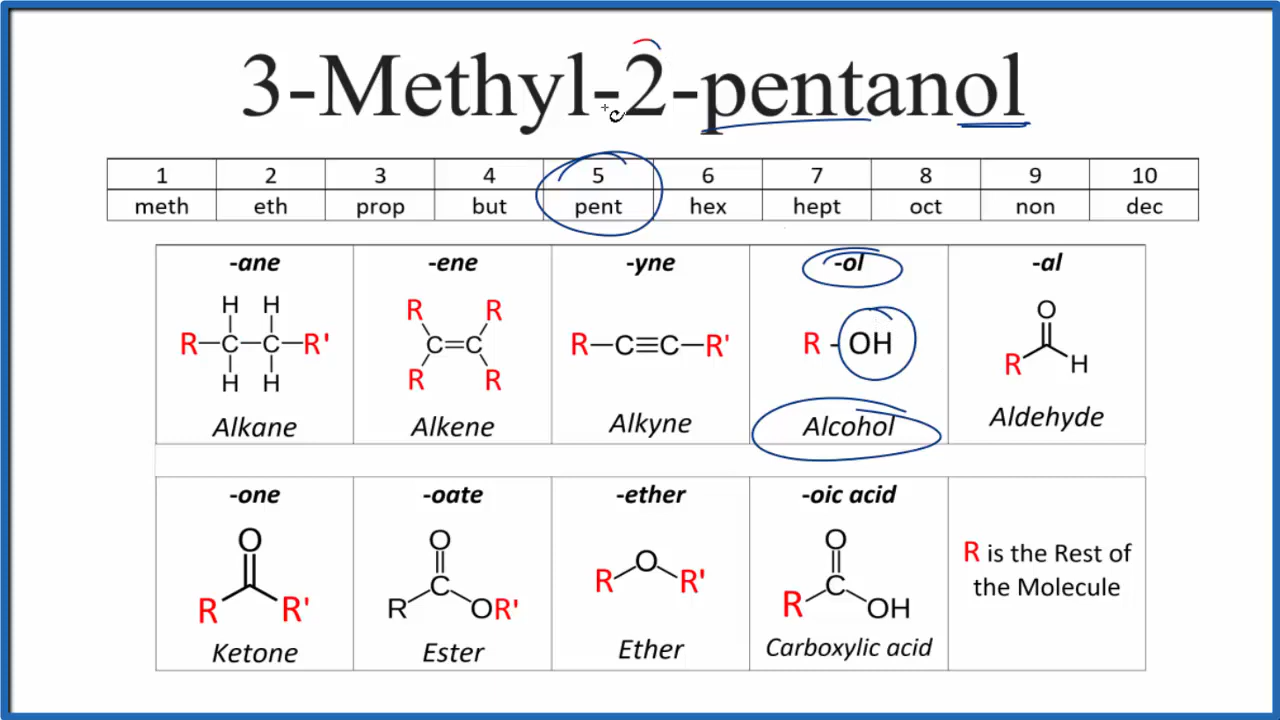 3-Methyl-2-pentanol
1 2 3 4 5 6 7 8 9 10
meth eth prop but pent hex hept oct non dec
-ane -ene -yne -ol -al
H H R R O
R C C R' C C R C C R' R - OH R H
H H R R
Alkane Alkene Alkyne Alcohol Aldehyde
-one -oate -ether -oic acid
O O O O R is the Rest of
C R R' C the Molecule
R R' R OR' R OH
Ketone Ester Ether Carboxylic acid